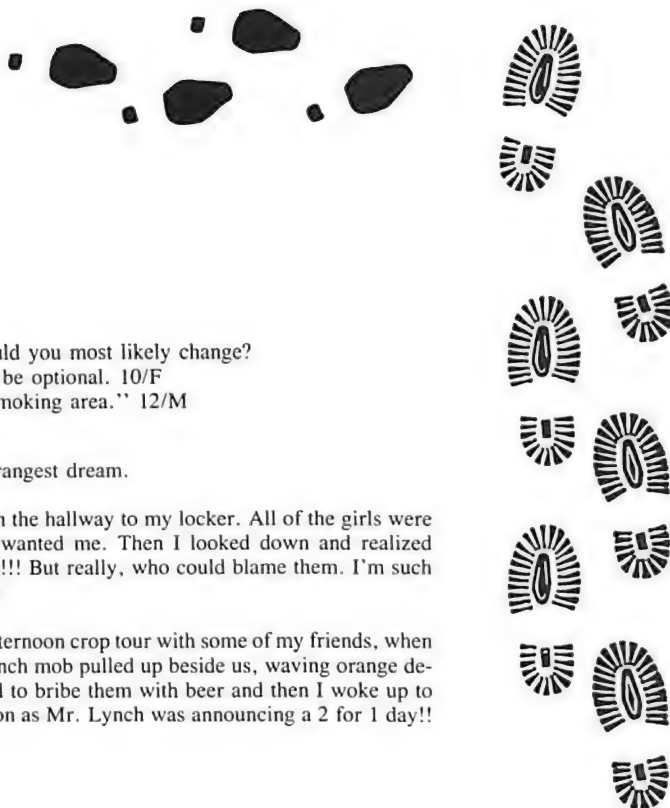 uld you most likely change?
be optional. 10/F
moking area.'' 12/M
rangest dream.
n the hallway to my locker. All of the girls were
wanted me. Then I looked down and realized
!!! But really, who could blame them. I'm such
ternoon crop tour with some of my friends, when
nch mob pulled up beside us, waving orange de-
l to bribe them with beer and then I woke up to
on as Mr. Lynch was announcing a 2 for 1 day!!